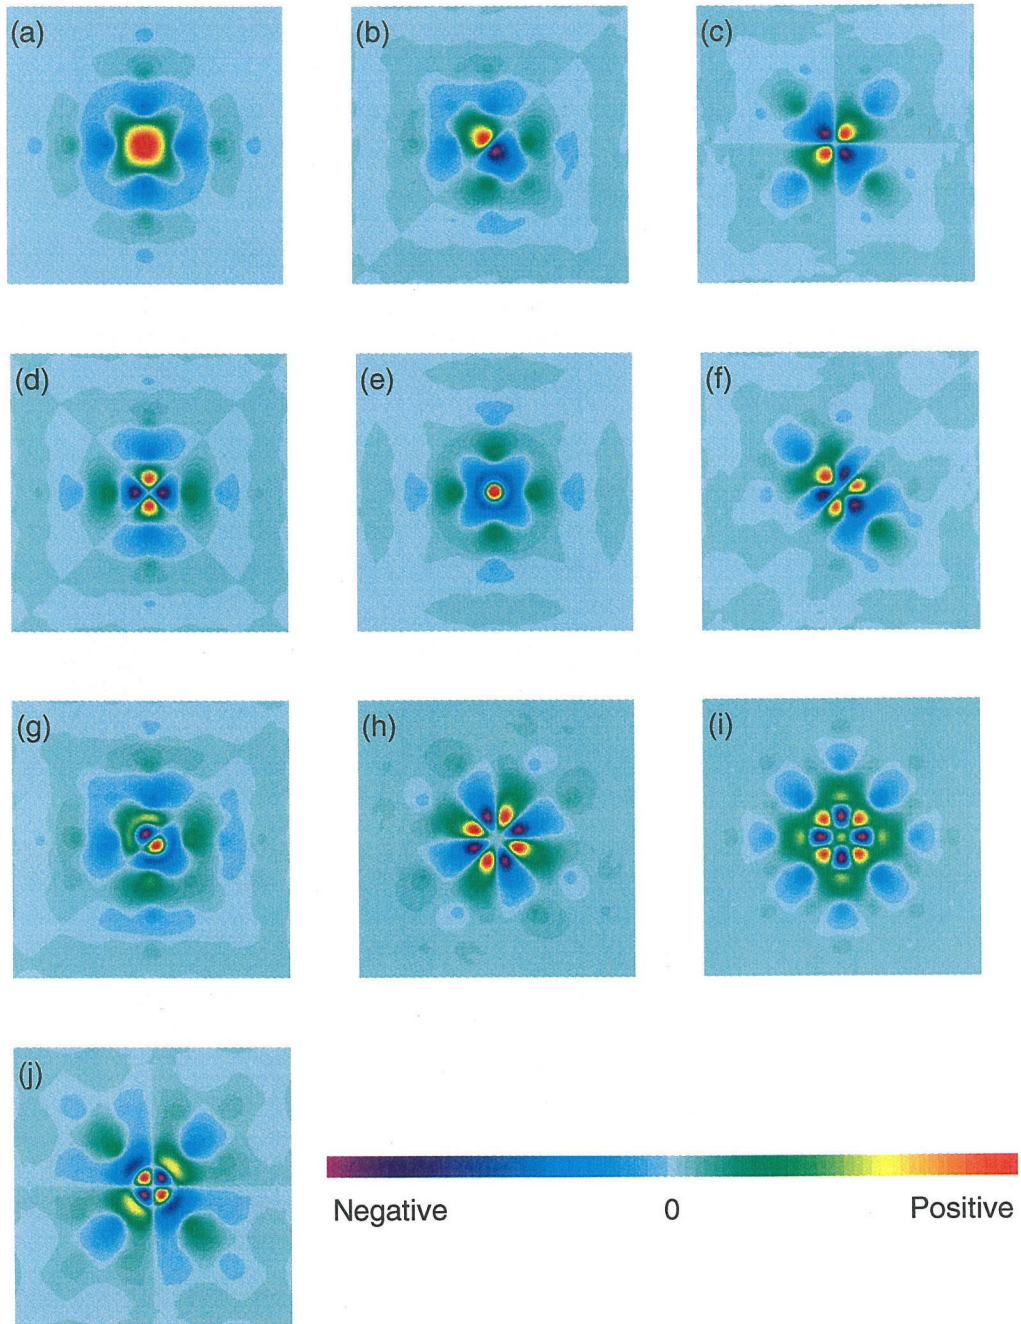 (a) (b) (c)
(d) (e) (f)
(g) (h) (i)
(j)
Negative 0 Positive